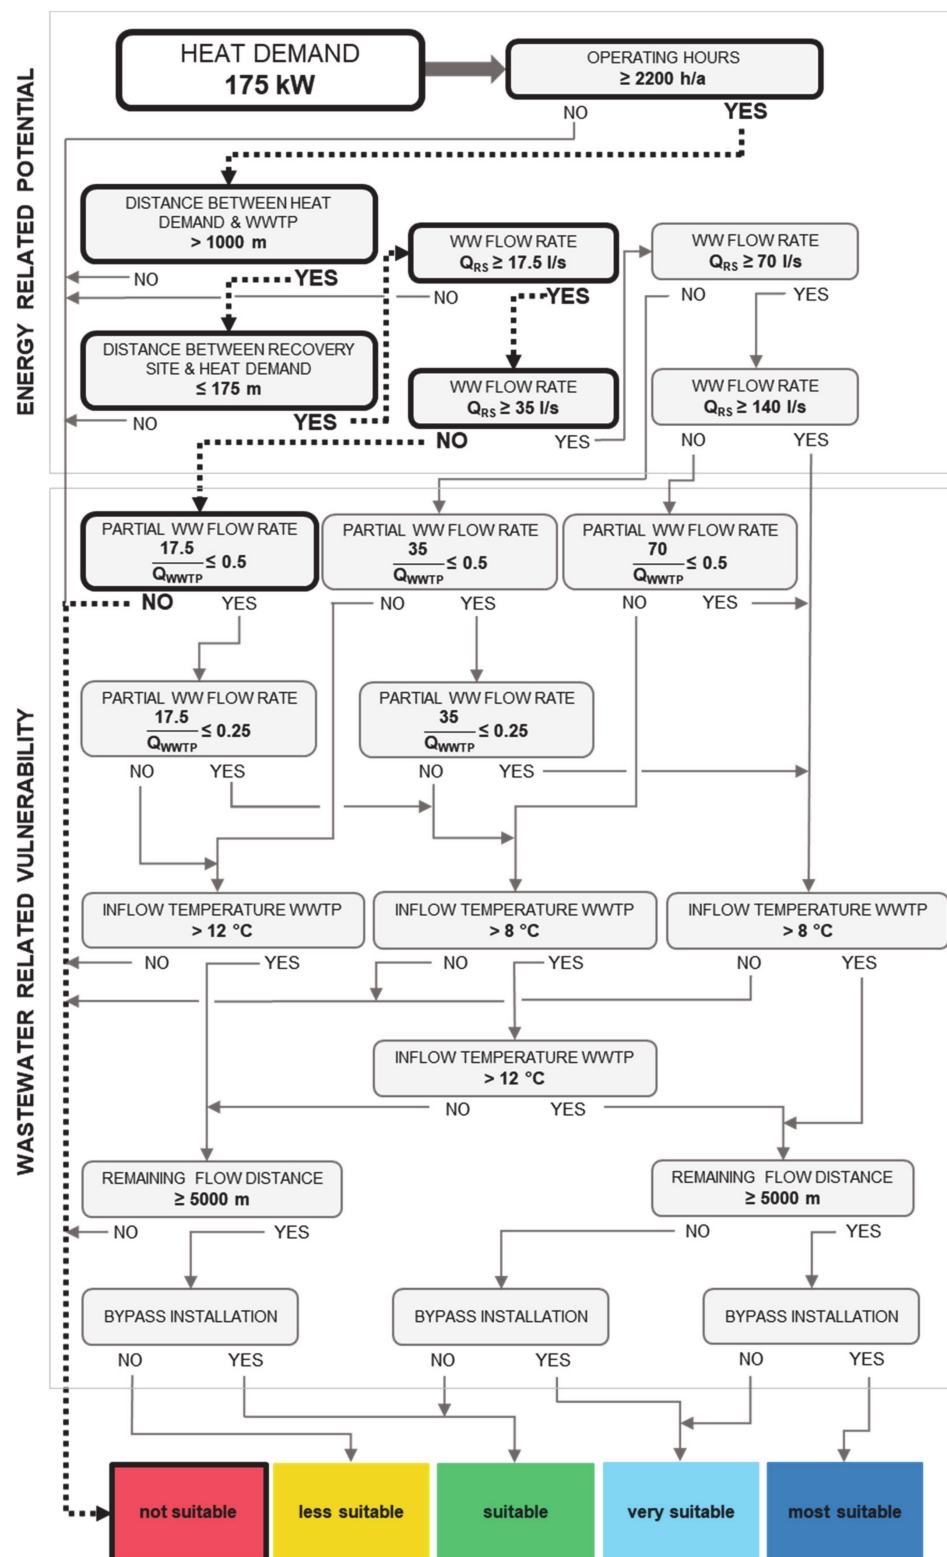 ENERGY RELATED POTENTIAL
HEAT DEMAND
175 kW
OPERATING HOURS
≥ 2200 h/a
NO
YES
DISTANCE BETWEEN HEAT
DEMAND & WWTP
> 1000 m
NO
YES
WW FLOW RATE
QRS ≥ 17.5 l/s
NO
YES
WW FLOW RATE
QRS ≥ 70 l/s
NO
YES
DISTANCE BETWEEN RECOVERY
SITE & HEAT DEMAND
≤ 175 m
NO
YES
WW FLOW RATE
QRS ≥ 35 l/s
NO
YES
WW FLOW RATE
QRS ≥ 140 l/s
NO
YES
WASTEWATER RELATED VULNERABILITY
PARTIAL WW FLOW RATE
17.5
≤ 0.5
QWWTP
NO
YES
PARTIAL WW FLOW RATE
35
≤ 0.5
QWWTP
NO
YES
PARTIAL WW FLOW RATE
70
≤ 0.5
QWWTP
NO
YES
PARTIAL WW FLOW RATE
17.5
≤ 0.25
QWWTP
NO
YES
PARTIAL WW FLOW RATE
35
≤ 0.25
QWWTP
NO
YES
INFLOW TEMPERATURE WWTP
> 12 °C
NO
YES
INFLOW TEMPERATURE WWTP
> 8 °C
NO
YES
INFLOW TEMPERATURE WWTP
> 8 °C
NO
YES
INFLOW TEMPERATURE WWTP
> 12 °C
NO
YES
REMAINING FLOW DISTANCE
≥ 5000 m
NO
YES
REMAINING FLOW DISTANCE
≥ 5000 m
NO
YES
BYPASS INSTALLATION
NO
YES
BYPASS INSTALLATION
NO
YES
BYPASS INSTALLATION
NO
YES
not suitable
less suitable
suitable
very suitable
most suitable